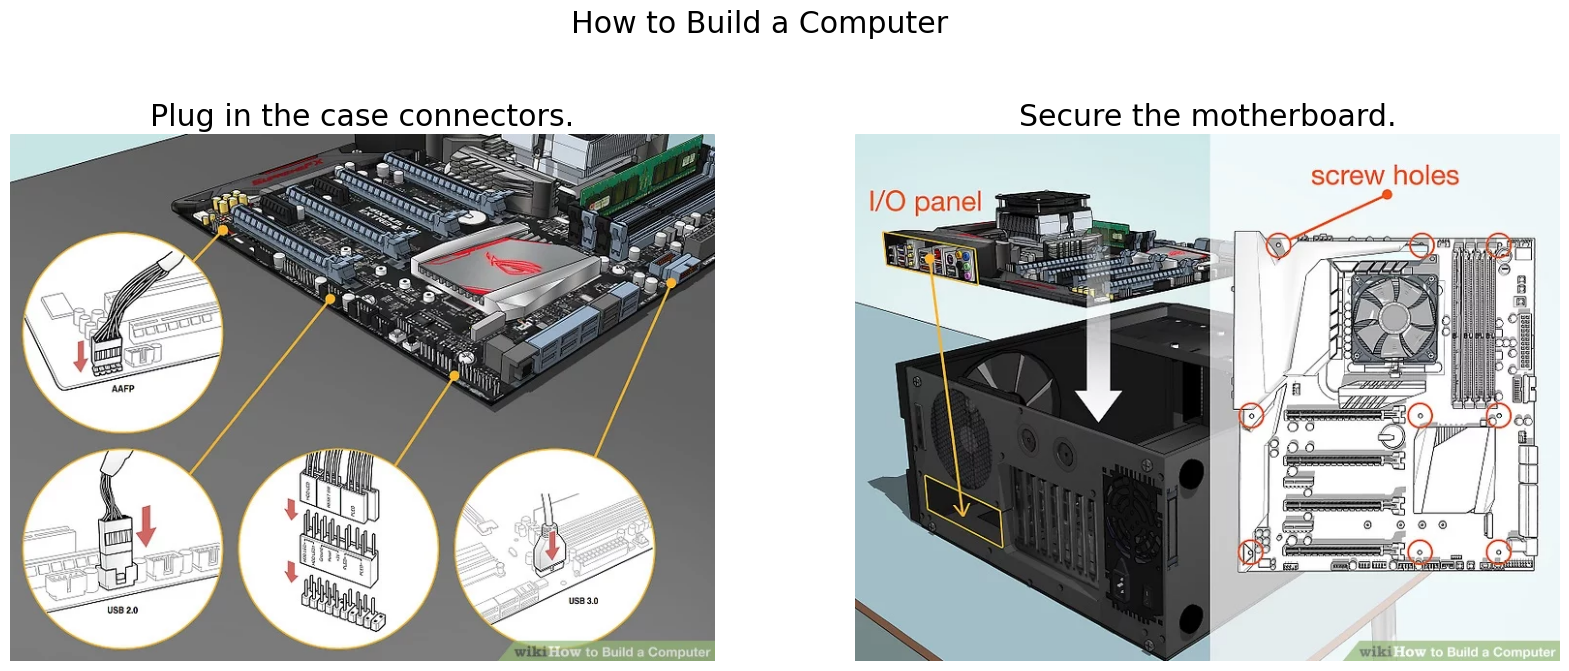 How to Build a Computer
Plug in the case connectors.
Secure the motherboard.
AAFP
USB 2.0
USB 3.0
wikiHow to Build a Computer
I/O panel
screw holes
wikiHow to Build a Computer